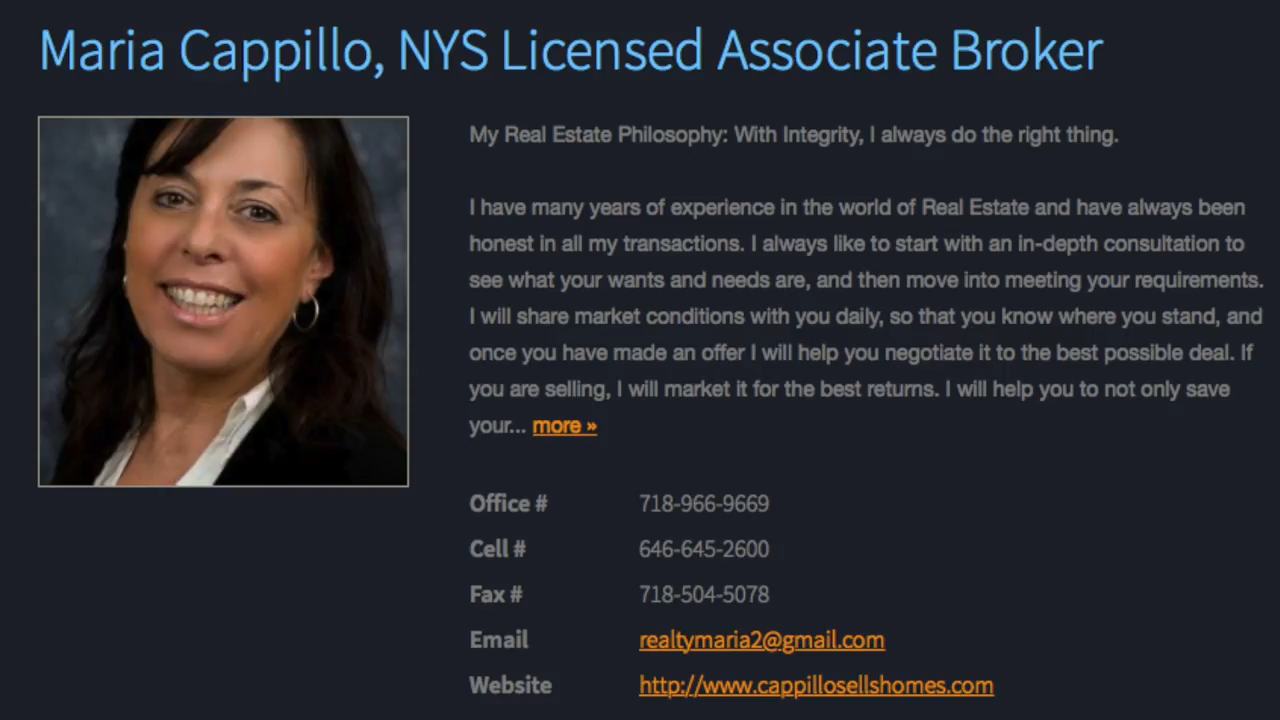 Maria Cappillo, NYS Licensed Associate Broker
My Real Estate Philosophy: With Integrity, I always do the right thing.
I have many years of experience in the world of Real Estate and have always been
honest in all my transactions. I always like to start with an in-depth consultation to
see what your wants and needs are, and then move into meeting your requirements.
I will share market conditions with you daily, so that you know where you stand, and
once you have made an offer I will help you negotiate it to the best possible deal. If
you are selling, I will market it for the best returns. I will help you to not only save
your... more »
Office # 718-966-9669
Cell # 646-645-2600
Fax # 718-504-5078
Email realtymaria2@gmail.com
Website http://www.cappillosellshomes.com